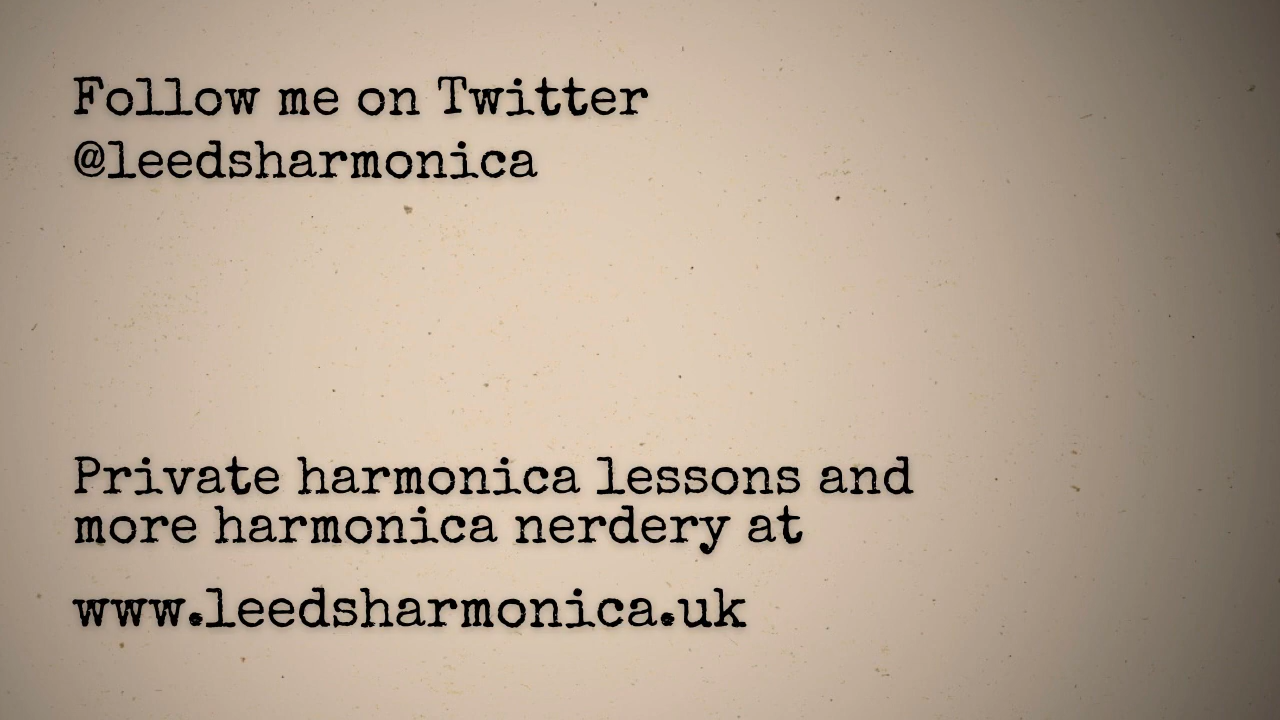 Follow me on Twitter
@leedsharmonica
Private harmonica lessons and
more harmonica nerdery at
www.leedsharmonica.uk